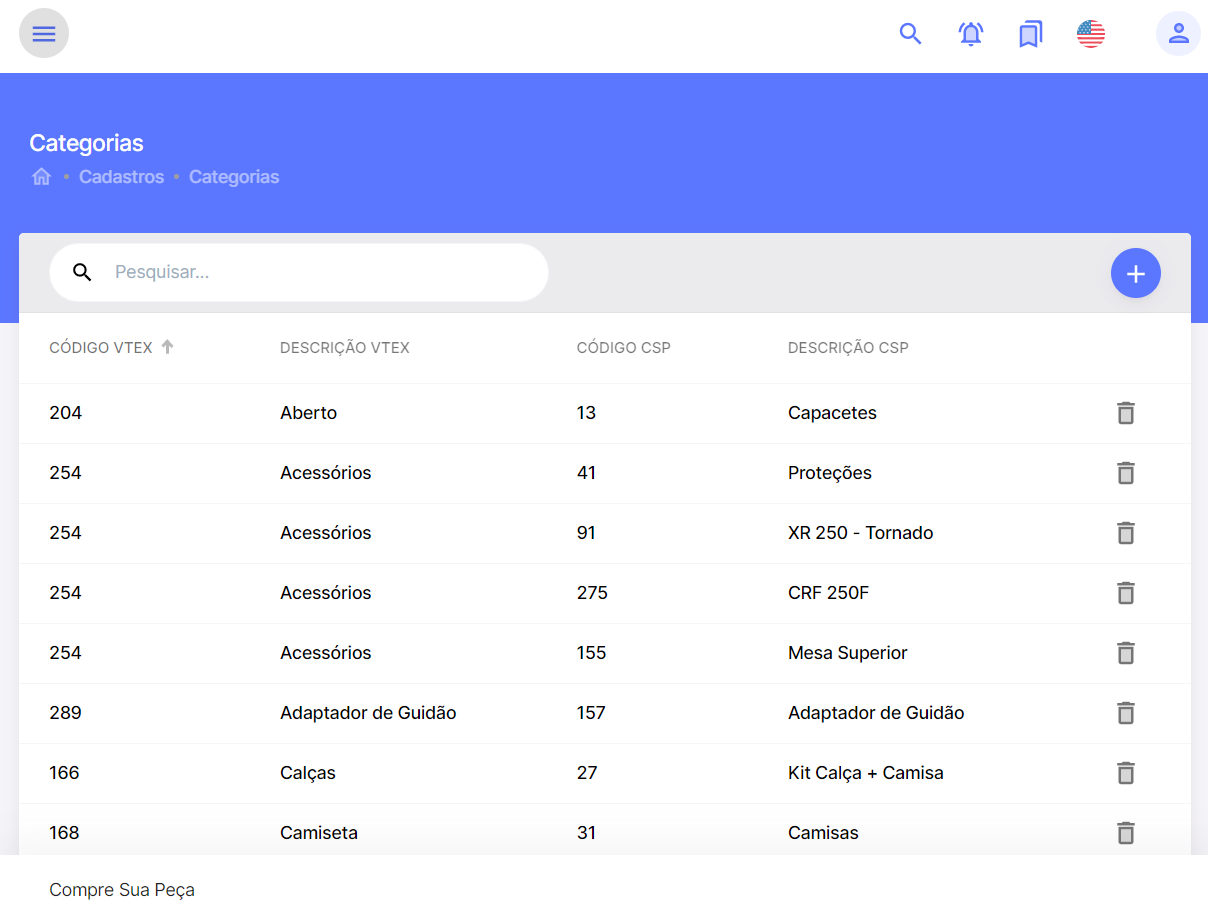 Categorias
Cadastros • Categorias
Pesquisar...
CÓDIGO VTEX DESCRIÇÃO VTEX CÓDIGO CSP DESCRIÇÃO CSP
204 Aberto 13 Capacetes
254 Acessórios 41 Proteções
254 Acessórios 91 XR 250 - Tornado
254 Acessórios 275 CRF 250F
254 Acessórios 155 Mesa Superior
289 Adaptador de Guidão 157 Adaptador de Guidão
166 Calças 27 Kit Calça + Camisa
168 Camiseta 31 Camisas
Compre Sua Peça